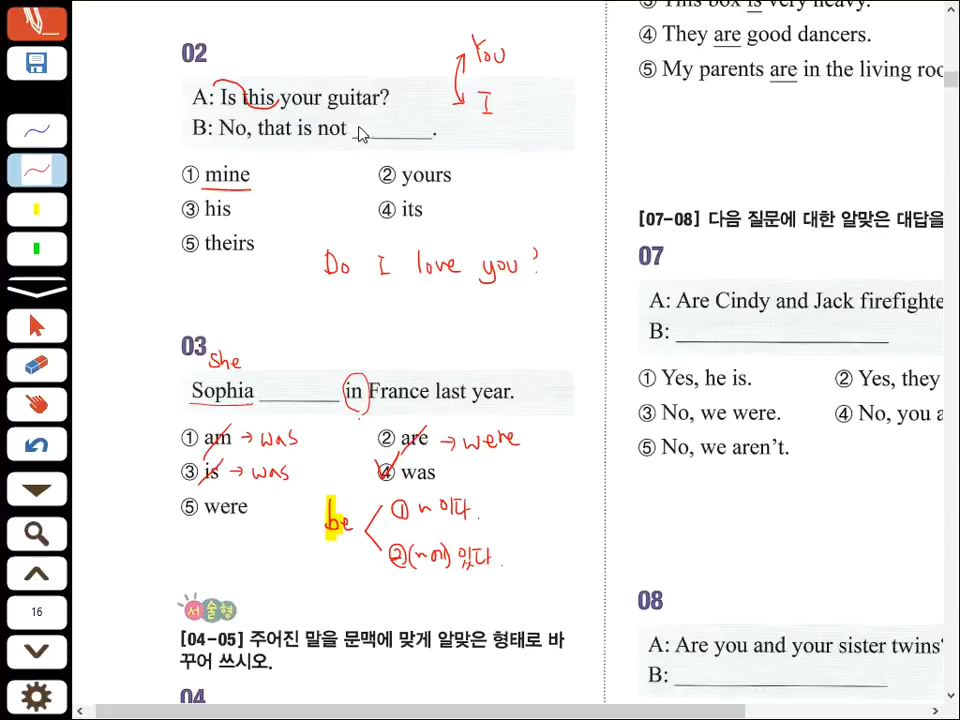 02
A: Is this your guitar?
B: No, that is not ________.
You
I
① mine
② yours
③ his
④ its
⑤ theirs
Do I love you?
03
She
Sophia ________ in France last year.
① am → was
② are → were
③ is → was
④ was
⑤ were
be
① ~이다.
② (~에) 있다.
서술형
[04-05] 주어진 말을 문맥에 맞게 알맞은 형태로 바
꾸어 쓰시오.
04
③ This box is very heavy.
④ They are good dancers.
⑤ My parents are in the living roo
[07-08] 다음 질문에 대한 알맞은 대답을
07
A: Are Cindy and Jack firefighte
B: ________
① Yes, he is.
② Yes, they
③ No, we were.
④ No, you a
⑤ No, we aren't.
08
A: Are you and your sister twins?
B: ________
16